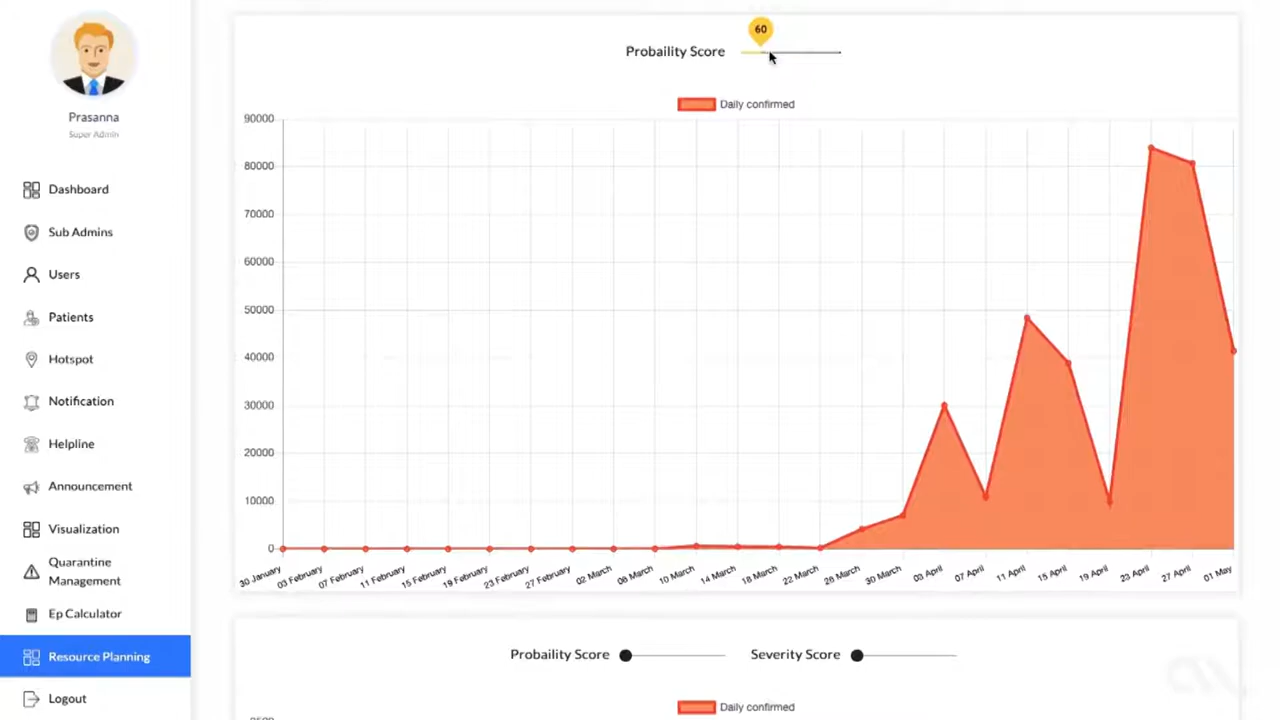 60
Probaility Score
Prasanna
Super Admin
Dashboard
Sub Admins
Users
Patients
Hotspot
Notification
Helpline
Announcement
Visualization
Quarantine
Management
Ep Calculator
Resource Planning
Logout
Daily confirmed
90000
80000
70000
60000
50000
40000
30000
20000
10000
0
30 January
03 February
07 February
11 February
15 February
19 February
23 February
27 February
02 March
06 March
10 March
14 March
18 March
22 March
26 March
30 March
03 April
07 April
11 April
15 April
19 April
23 April
27 April
01 May
Probaility Score
Severity Score
Daily confirmed